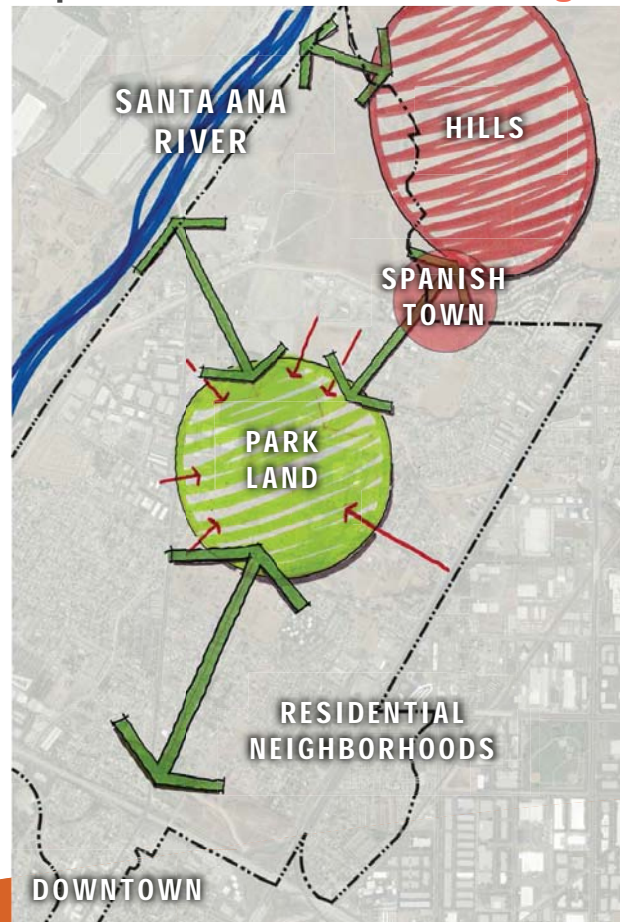 SANTA ANA
RIVER
HILLS
SPANISH
TOWN
PARK
LAND
RESIDENTIAL
NEIGHBORHOODS
DOWNTOWN